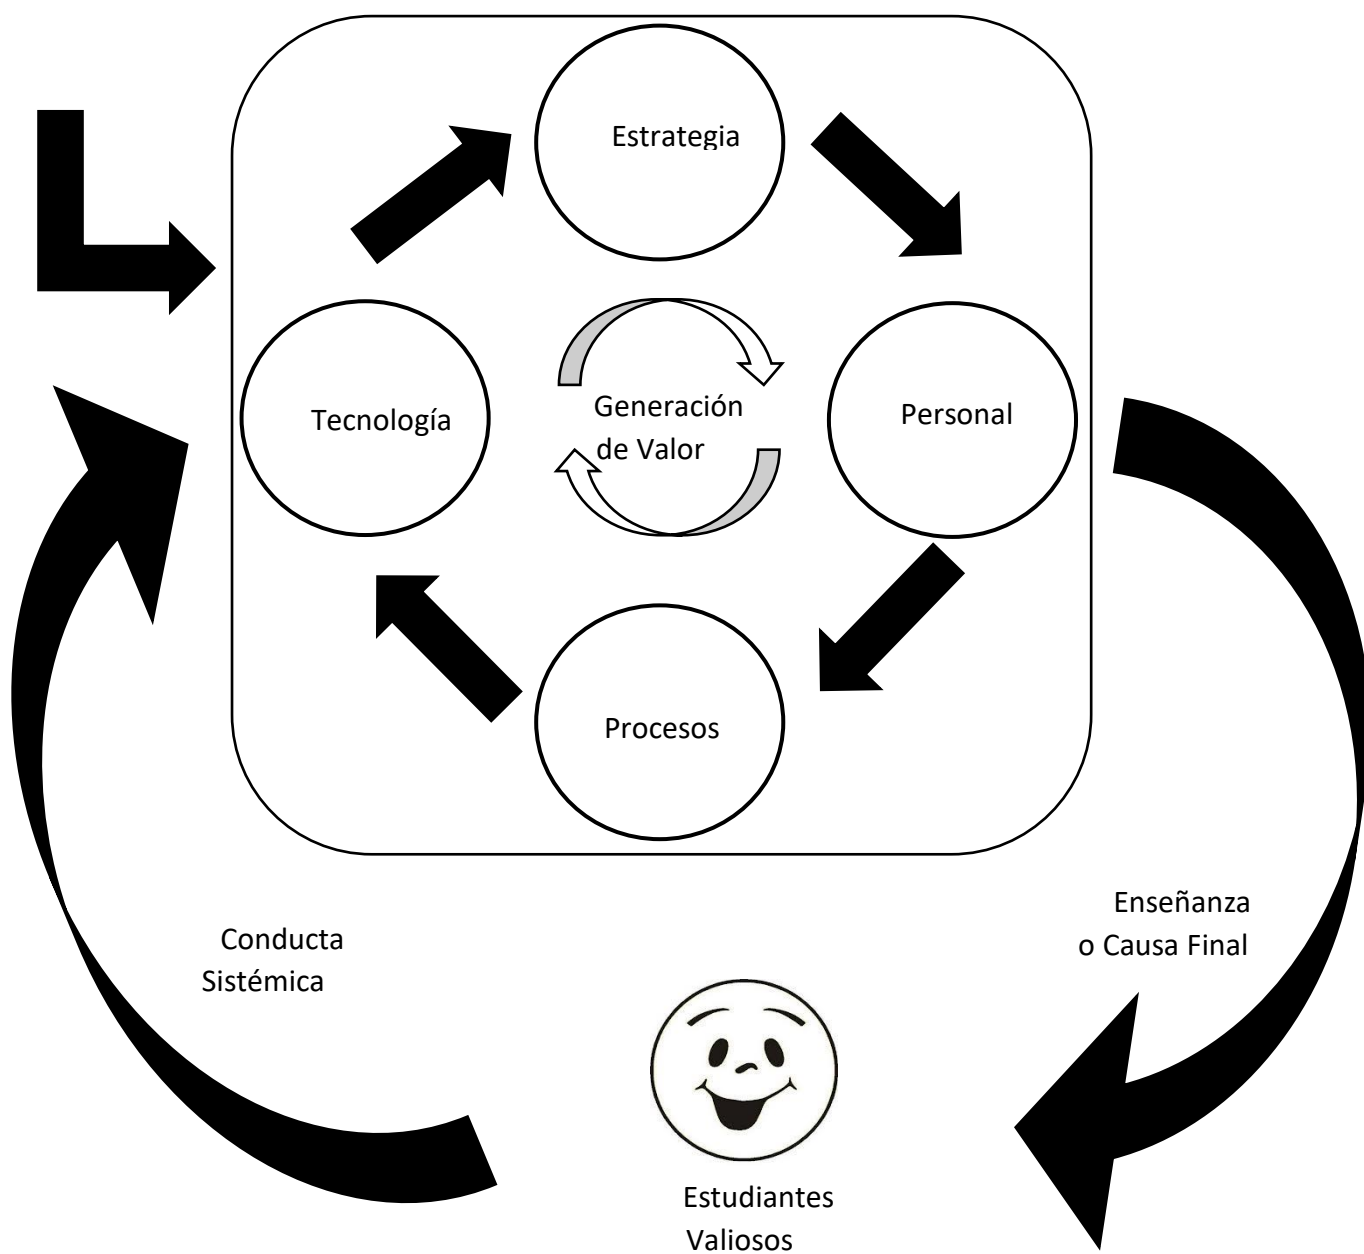 Estrategia
Tecnología
Generación
de Valor
Personal
Procesos
Conducta
Sistémica
Enseñanza
o Causa Final
Estudiantes
Valiosos